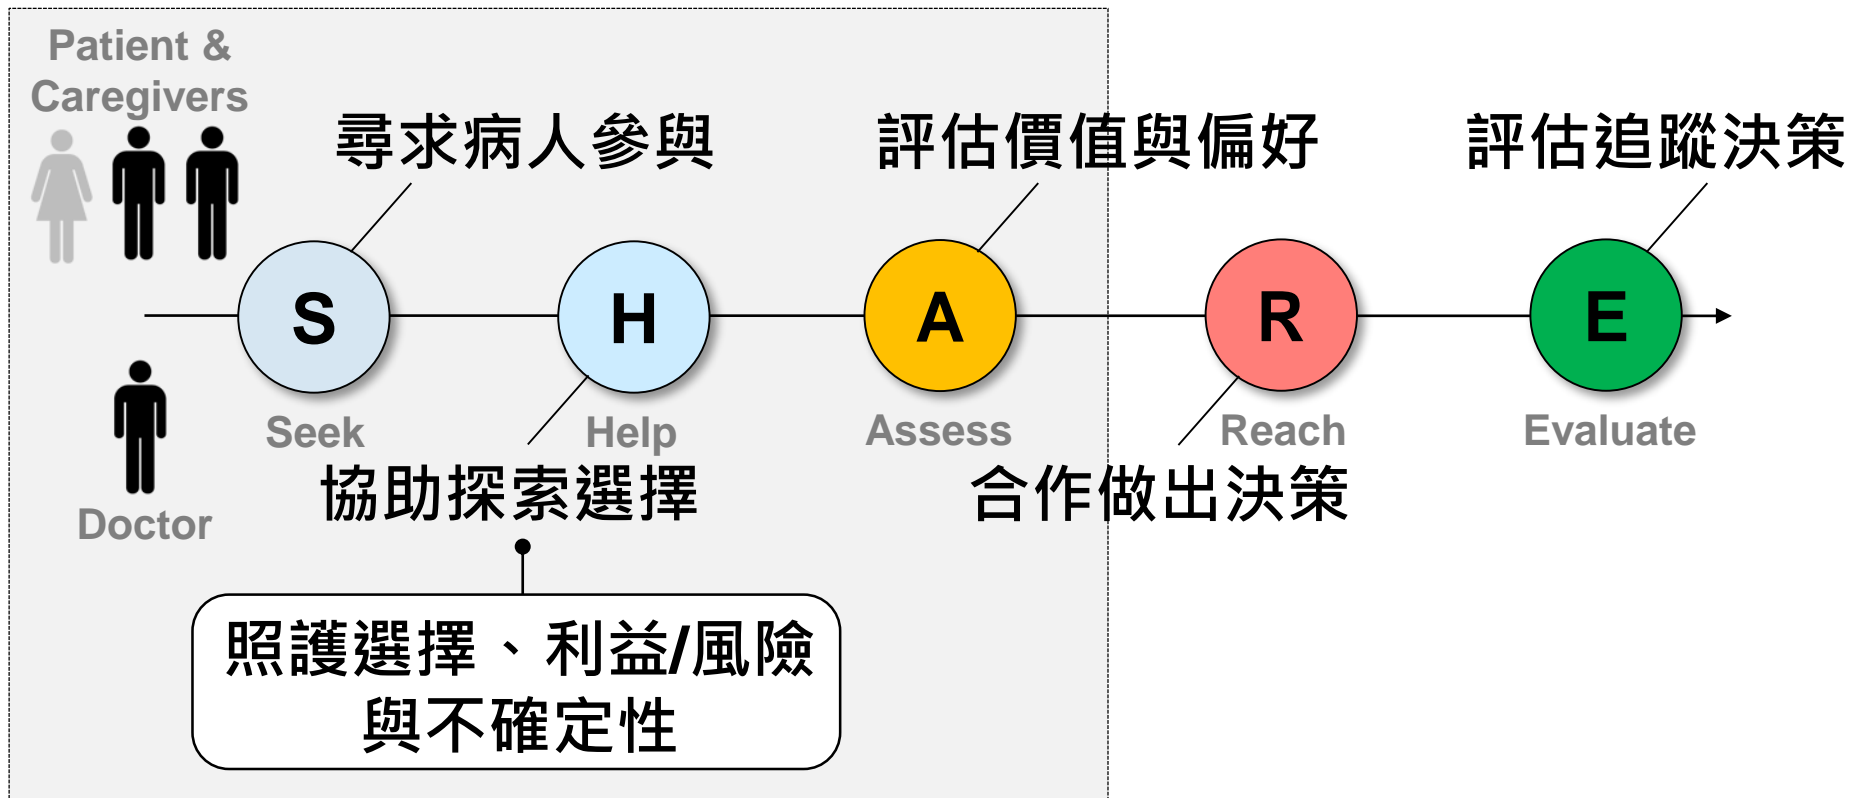 Patient &
Caregivers
尋求病人參與
評估價值與偏好
評估追蹤決策
S
H
A
R
E
Seek
Help
Assess
Reach
Evaluate
協助探索選擇
合作做出決策
Doctor
照護選擇、利益/風險
與不確定性